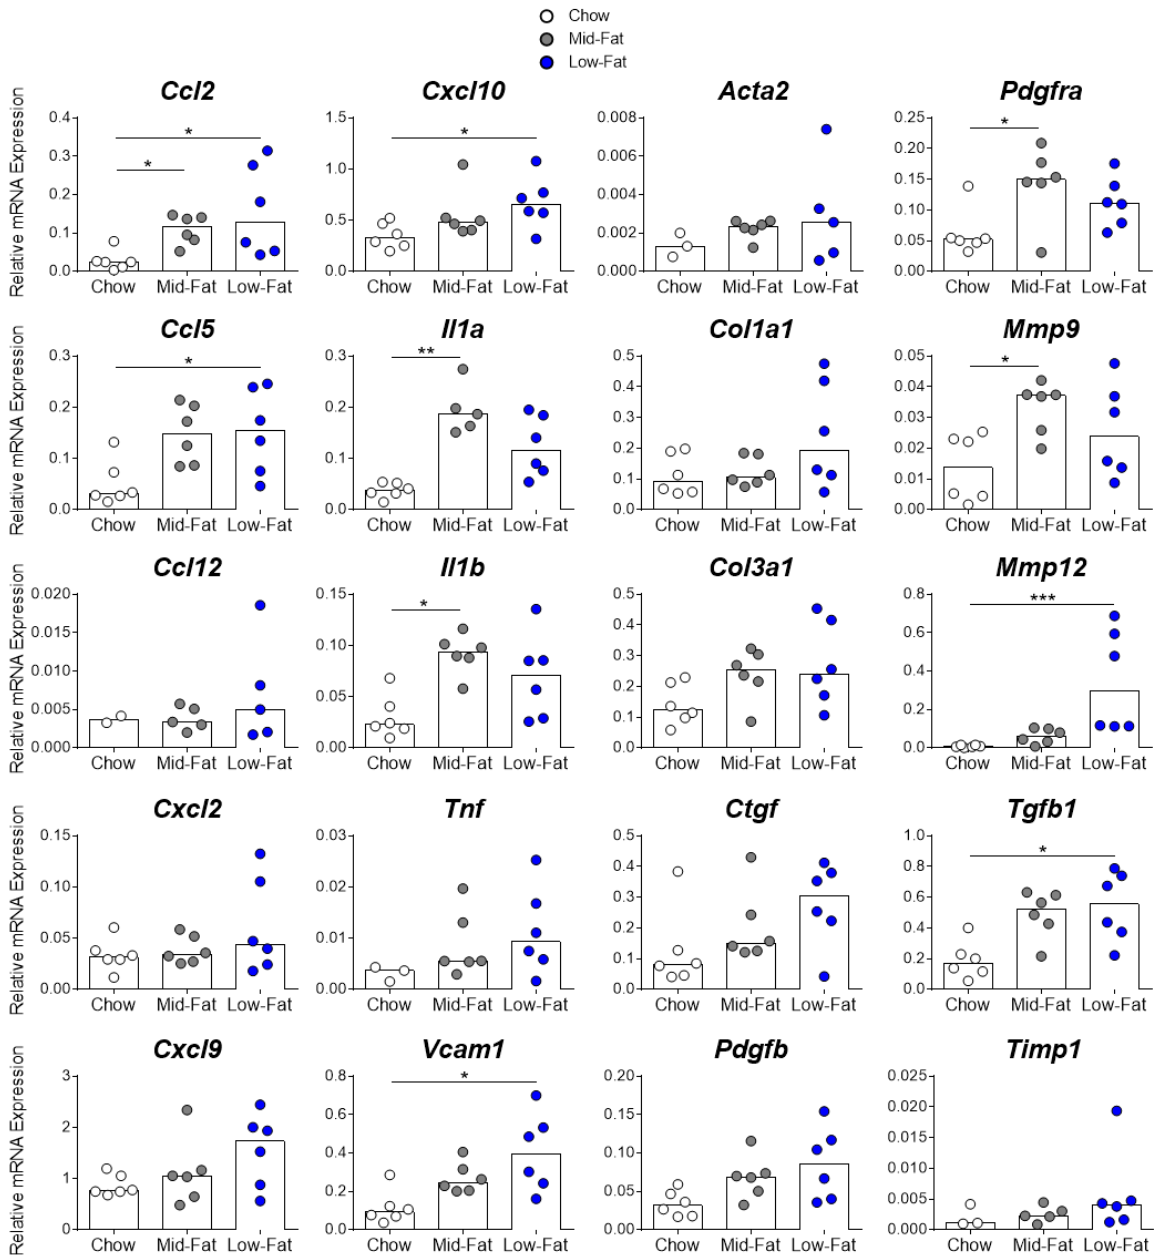 Chow
Mid-Fat
Low-Fat
Ccl2 Cxcl10 Acta2 Pdgfra
Relative mRNA Expression
0.4 0.3 0.2 0.1 0.0
* *
Chow Mid-Fat Low-Fat
1.5 1.0 0.5 0.0
*
Chow Mid-Fat Low-Fat
0.008 0.006 0.004 0.002 0.000
Chow Mid-Fat Low-Fat
0.25 0.20 0.15 0.10 0.05 0.00
*
Chow Mid-Fat Low-Fat
Ccl5 Il1a Col1a1 Mmp9
Relative mRNA Expression
0.3 0.2 0.1 0.0
*
Chow Mid-Fat Low-Fat
0.3 0.2 0.1 0.0
**
Chow Mid-Fat Low-Fat
0.5 0.4 0.3 0.2 0.1 0.0
Chow Mid-Fat Low-Fat
0.05 0.04 0.03 0.02 0.01 0.00
*
Chow Mid-Fat Low-Fat
Ccl12 Il1b Col3a1 Mmp12
Relative mRNA Expression
0.020 0.015 0.010 0.005 0.000
Chow Mid-Fat Low-Fat
0.15 0.10 0.05 0.00
*
Chow Mid-Fat Low-Fat
0.5 0.4 0.3 0.2 0.1 0.0
Chow Mid-Fat Low-Fat
0.8 0.6 0.4 0.2 0.0
***
Chow Mid-Fat Low-Fat
Cxcl2 Tnf Ctgf Tgfb1
Relative mRNA Expression
0.15 0.10 0.05 0.00
Chow Mid-Fat Low-Fat
0.03 0.02 0.01 0.00
Chow Mid-Fat Low-Fat
0.5 0.4 0.3 0.2 0.1 0.0
Chow Mid-Fat Low-Fat
1.0 0.8 0.6 0.4 0.2 0.0
*
Chow Mid-Fat Low-Fat
Cxcl9 Vcam1 Pdgfb Timp1
Relative mRNA Expression
3 2 1 0
Chow Mid-Fat Low-Fat
0.8 0.6 0.4 0.2 0.0
*
Chow Mid-Fat Low-Fat
0.20 0.15 0.10 0.05 0.00
Chow Mid-Fat Low-Fat
0.025 0.020 0.015 0.010 0.005 0.000
Chow Mid-Fat Low-Fat